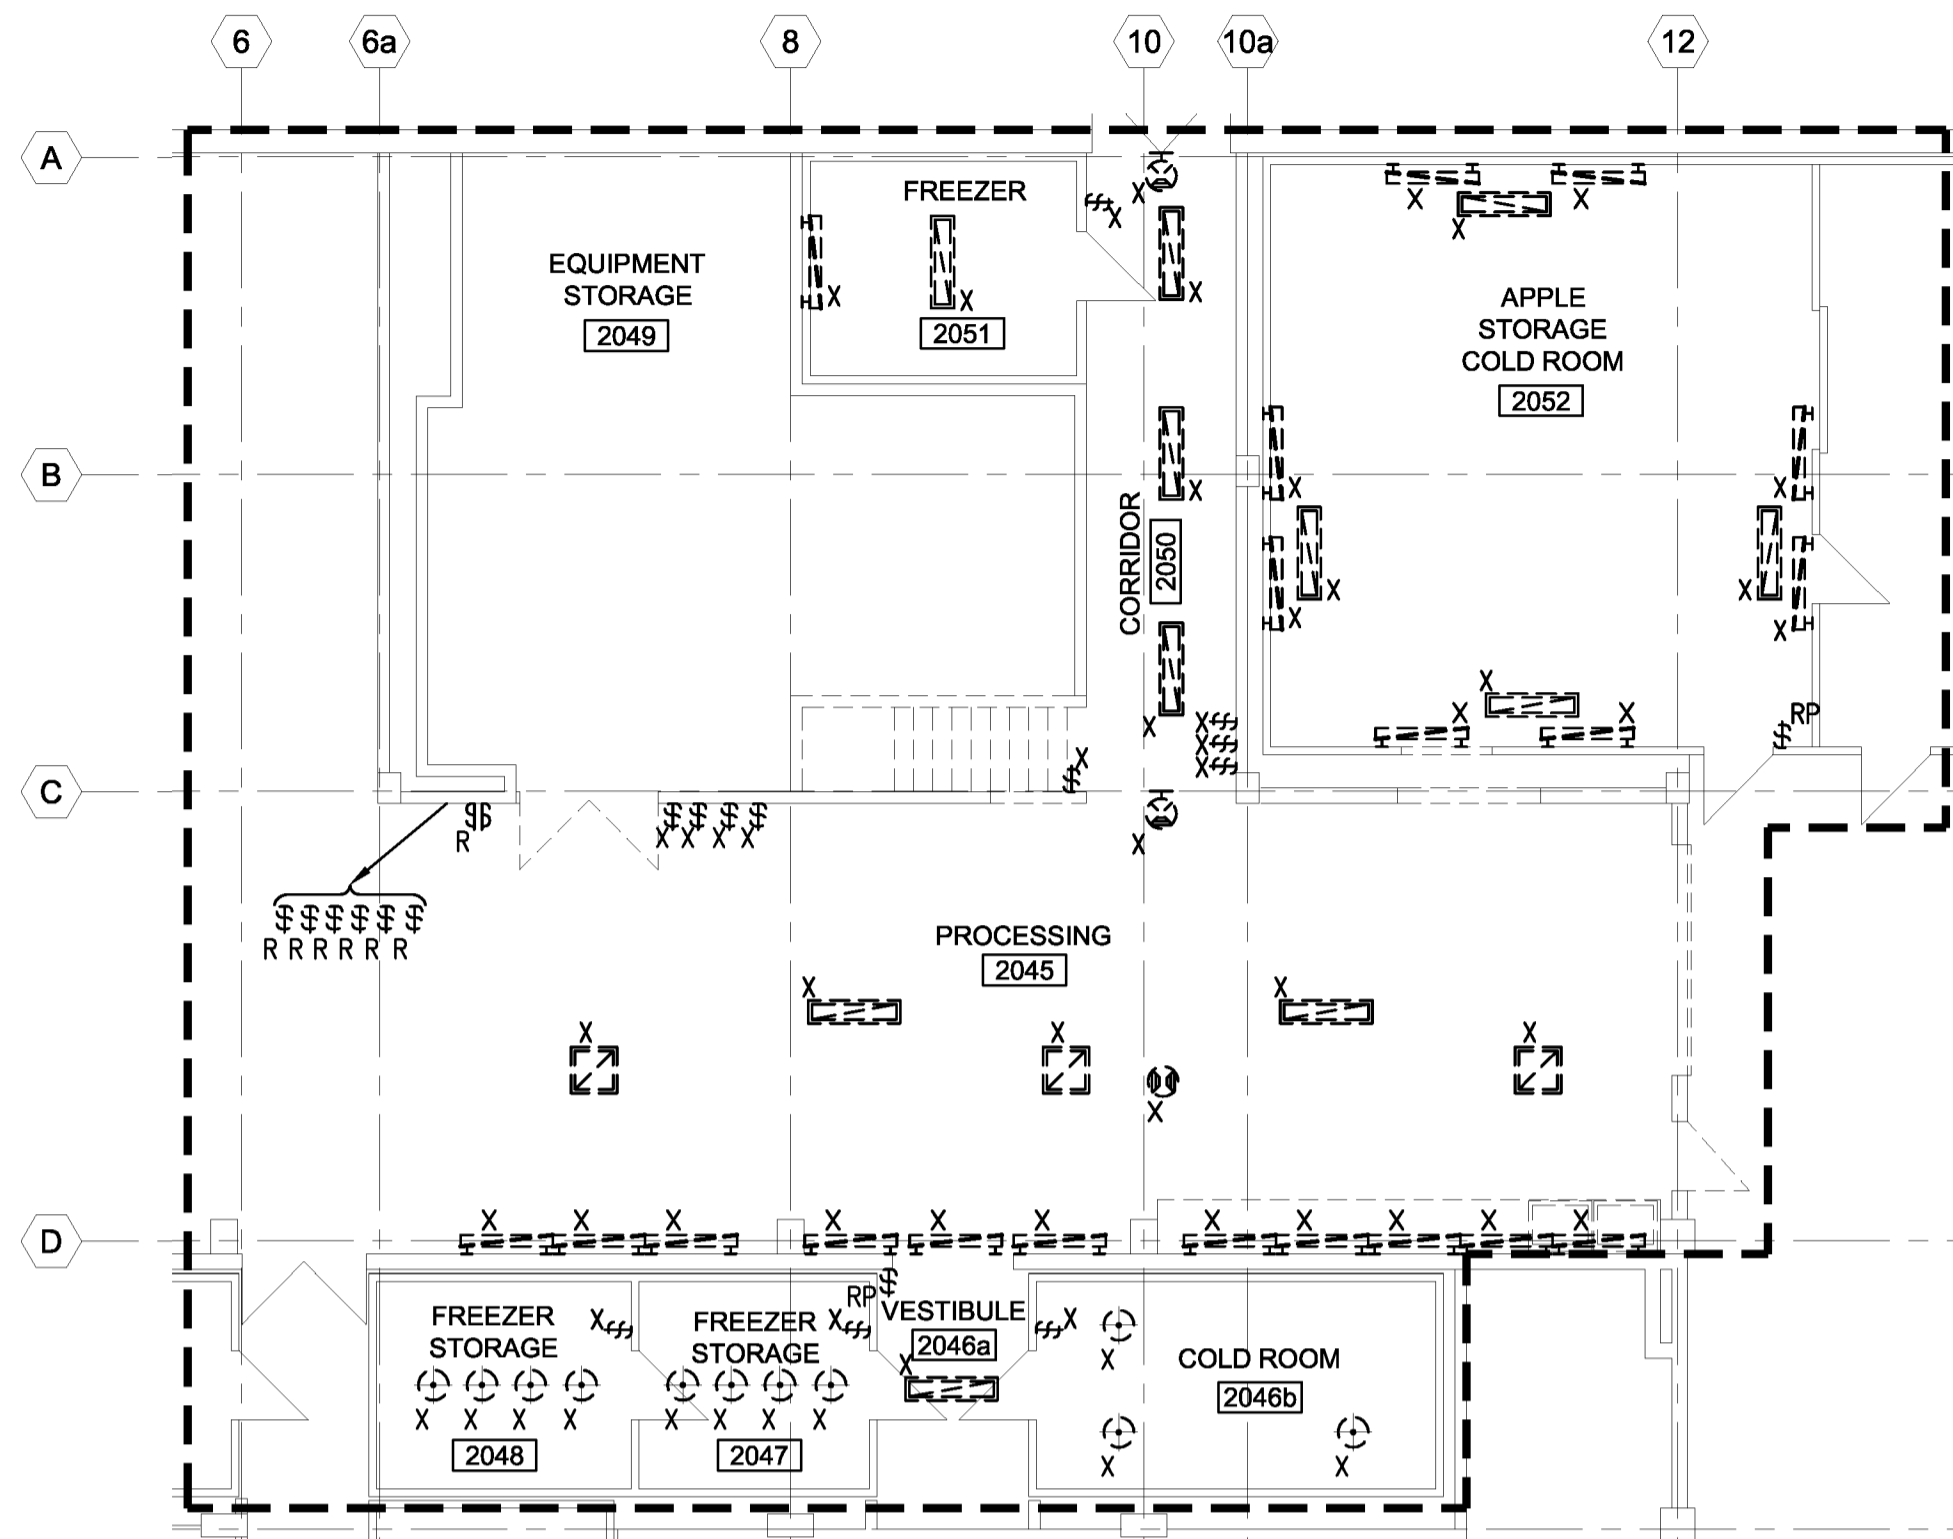 6
6a
8
10
10a
12
A
B
C
D
FREEZER
2051
X
X
EQUIPMENT
STORAGE
2049
X
X
X
X
X
X
X
X
APPLE
STORAGE
COLD ROOM
2052
X
X
X
X
X
X
X
X
CORRIDOR
2050
X
X
X
X
X
X
X
X
RP
R
X X X X
X
R R R R R R
PROCESSING
2045
X
X
X
X
X
X
X X X X X X X X X X X
RP
FREEZER
STORAGE
X
X X X X
2048
FREEZER
STORAGE
X
X X X X
2047
VESTIBULE
2046a
X
X
COLD ROOM
2046b
X
X
X